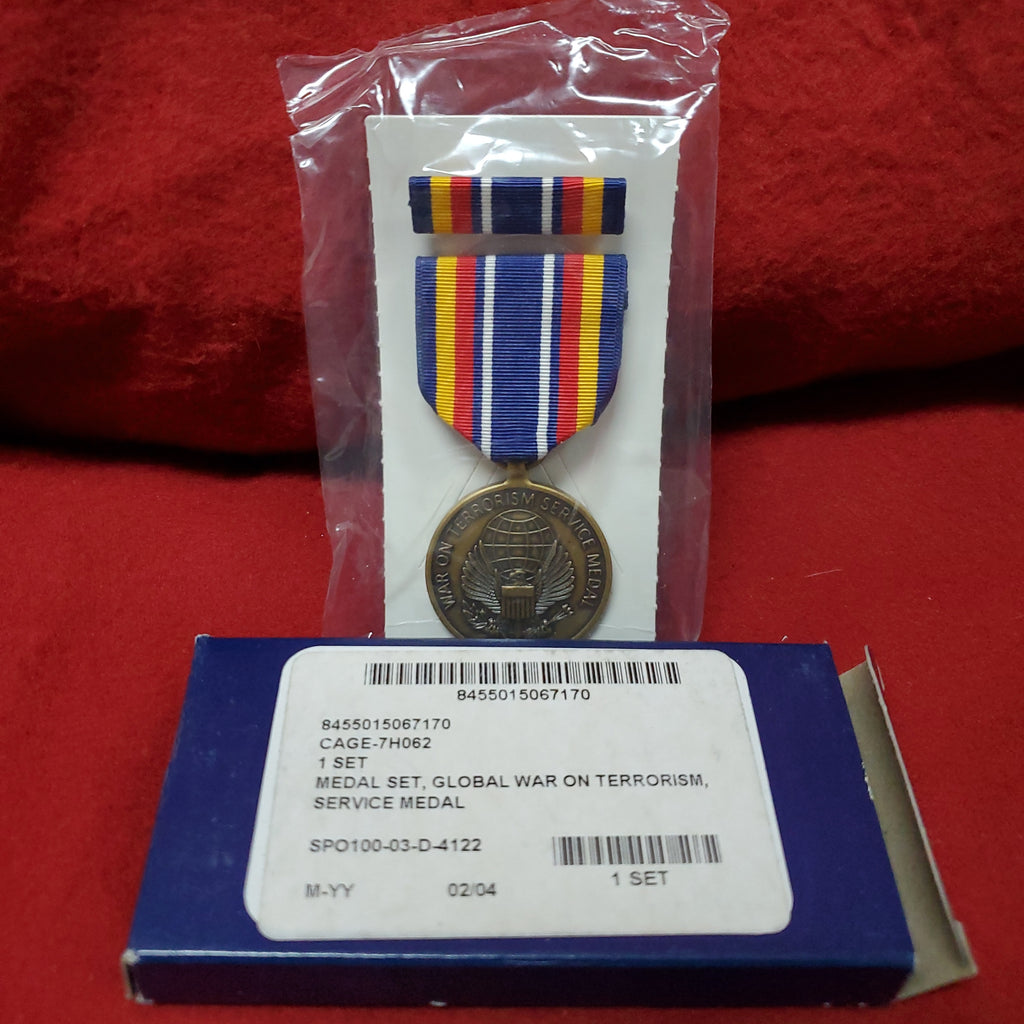 WAR ON TERRORISM SERVICE MEDAL
8455015067170
8455015067170
CAGE-7H062
1 SET
MEDAL SET, GLOBAL WAR ON TERRORISM,
SERVICE MEDAL
SPO100-03-D-4122
1 SET
M-YY 02/04